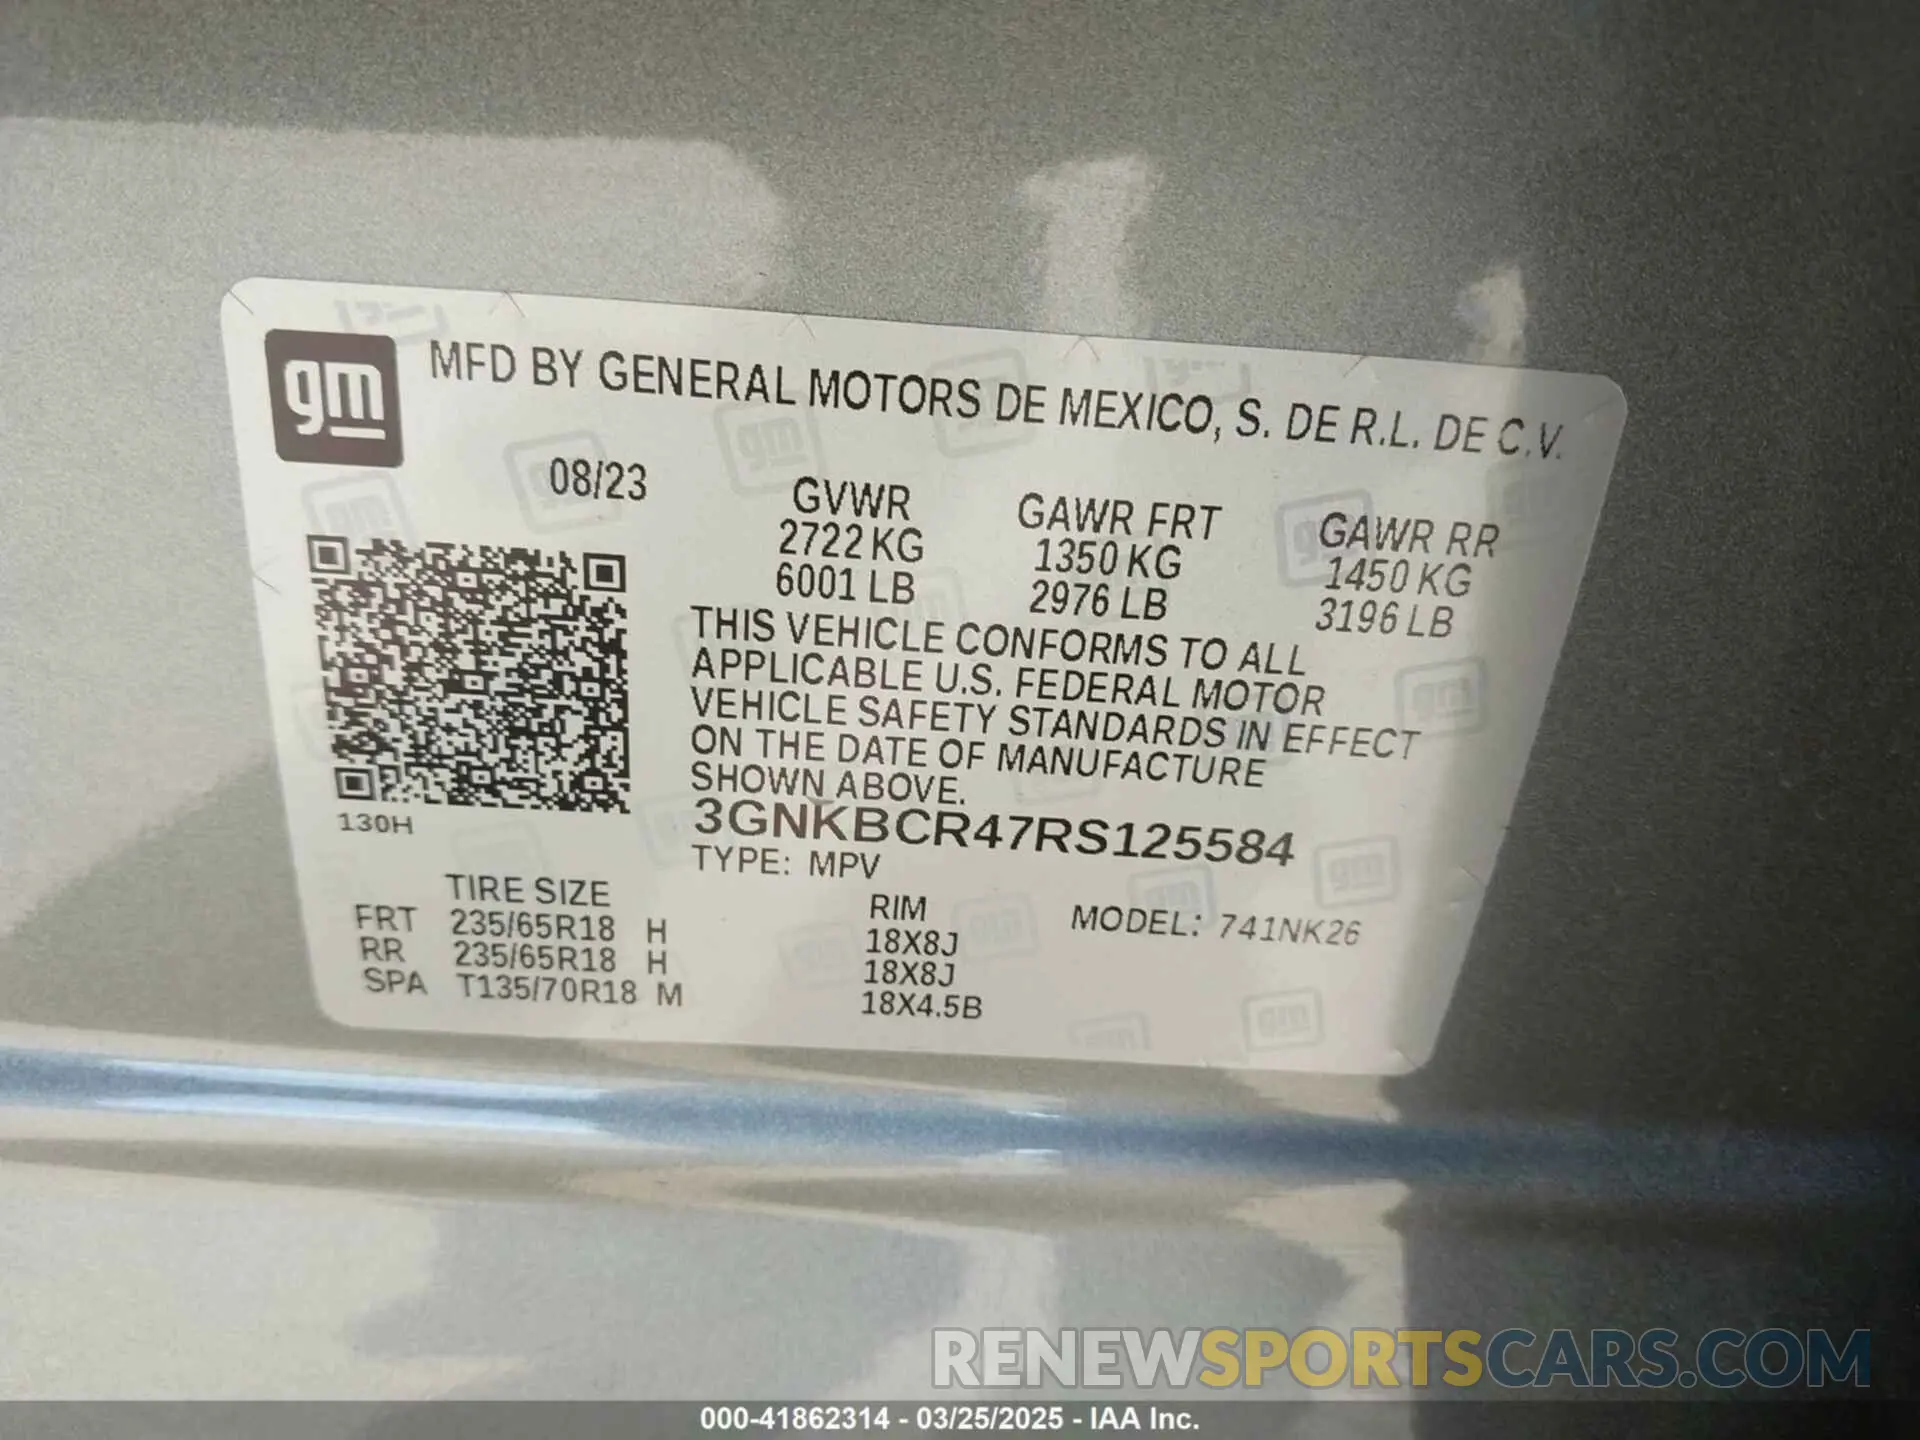 gm
MFD BY GENERAL MOTORS DE MEXICO, S. DE R.L. DE C.V.
08/23
GVWR
2722 KG
6001 LB
GAWR FRT
1350 KG
2976 LB
GAWR RR
1450 KG
3196 LB
THIS VEHICLE CONFORMS TO ALL
APPLICABLE U.S. FEDERAL MOTOR
VEHICLE SAFETY STANDARDS IN EFFECT
ON THE DATE OF MANUFACTURE
SHOWN ABOVE.
3GNKBCR47RS125584
TYPE: MPV
130H
TIRE SIZE RIM MODEL: 741NK26
FRT 235/65R18 H 18X8J
RR 235/65R18 H 18X8J
SPA T135/70R18 M 18X4.5B
RENEWSPORTSCARS.COM
000-41862314 - 03/25/2025 - IAA Inc.